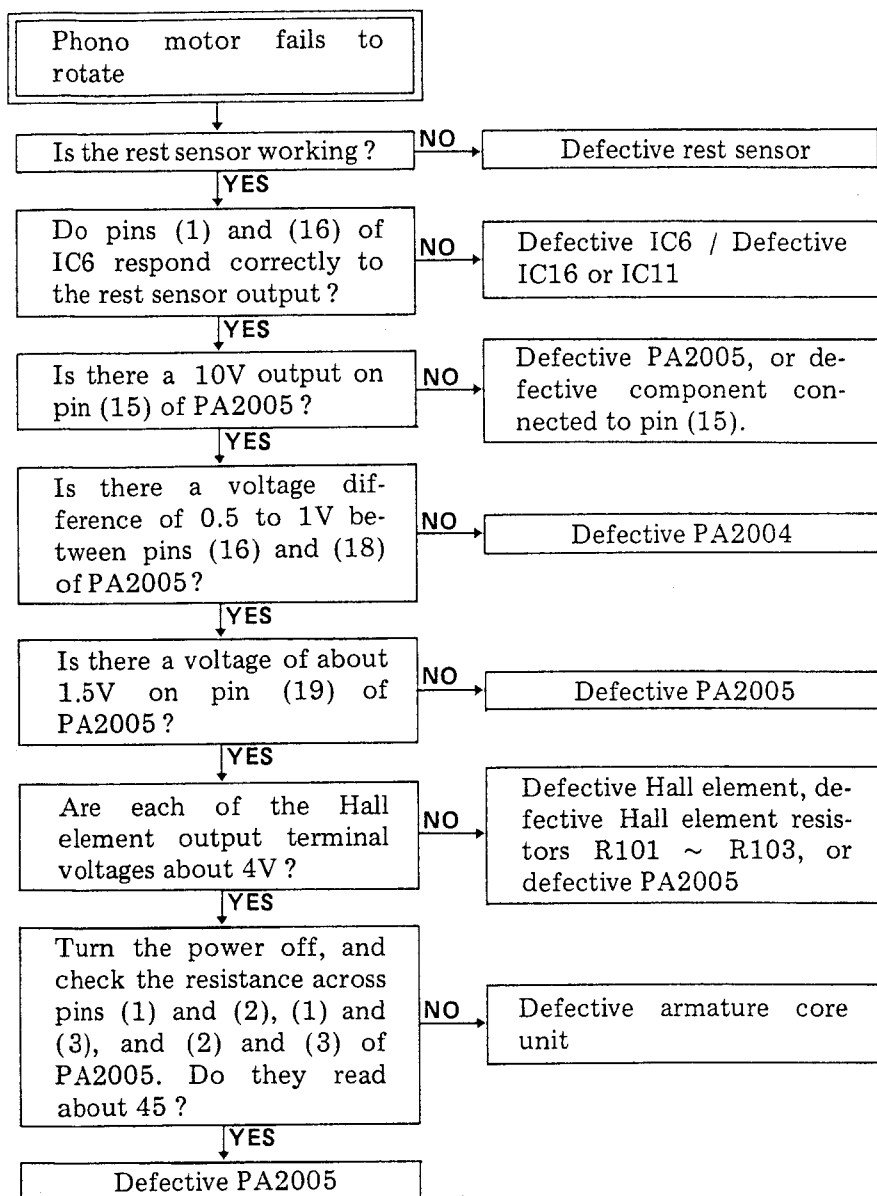 Phono motor fails to
rotate
Is the rest sensor working ?
NO
Defective rest sensor
YES
Do pins (1) and (16) of
IC6 respond correctly to
the rest sensor output ?
NO
Defective IC6 / Defective
IC16 or IC11
YES
Is there a 10V output on
pin (15) of PA2005 ?
NO
Defective PA2005, or de-
fective component con-
nected to pin (15).
YES
Is there a voltage dif-
ference of 0.5 to 1V be-
tween pins (16) and (18)
of PA2005?
NO
Defective PA2004
YES
Is there a voltage of about
1.5V on pin (19) of
PA2005 ?
NO
Defective PA2005
YES
Are each of the Hall
element output terminal
voltages about 4V ?
NO
Defective Hall element, de-
fective Hall element resis-
tors R101 ~ R103, or
defective PA2005
YES
Turn the power off, and
check the resistance across
pins (1) and (2), (1) and
(3), and (2) and (3) of
PA2005. Do they read
about 45 ?
NO
Defective armature core
unit
YES
Defective PA2005